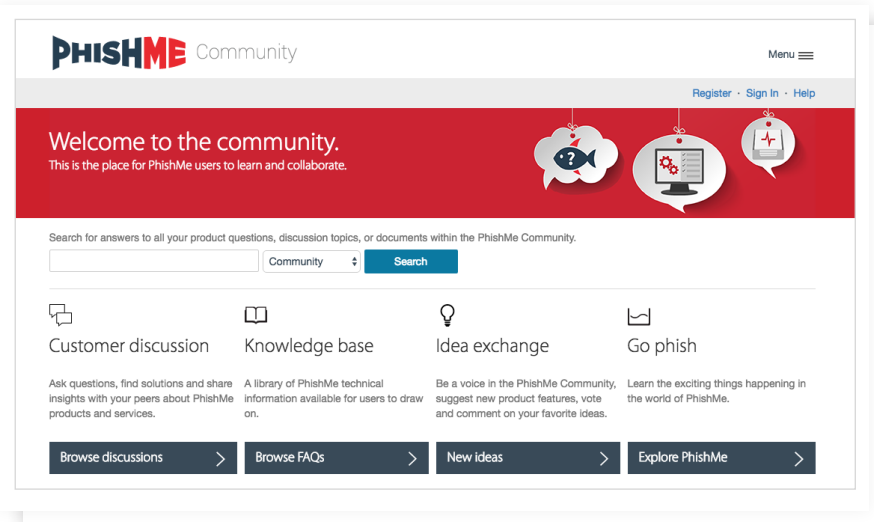 PHISHME Community
Menu
Register · Sign In · Help
Welcome to the community.
This is the place for PhishMe users to learn and collaborate.
?
Search for answers to all your product questions, discussion topics, or documents within the PhishMe Community.
Community Search
Customer discussion
Ask questions, find solutions and share
insights with your peers about PhishMe
products and services.
Browse discussions
Knowledge base
A library of PhishMe technical
information available for users to draw
on.
Browse FAQs
Idea exchange
Be a voice in the PhishMe Community,
suggest new product features, vote
and comment on your favorite ideas.
New ideas
Go phish
Learn the exciting things happening in
the world of PhishMe.
Explore PhishMe